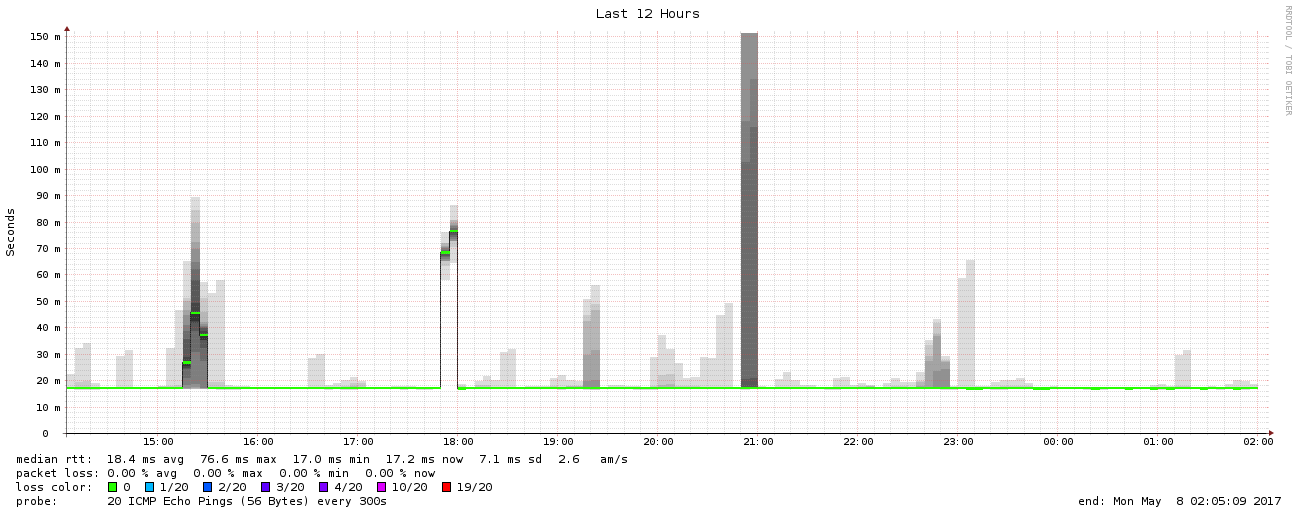 Last 12 Hours
RRDTOOL / TOBI OETIKER
Seconds
150 m
140 m
130 m
120 m
110 m
100 m
90 m
80 m
70 m
60 m
50 m
40 m
30 m
20 m
10 m
0
15:00 16:00 17:00 18:00 19:00 20:00 21:00 22:00 23:00 00:00 01:00 02:00
median rtt: 18.4 ms avg 76.6 ms max 17.0 ms min 17.2 ms now 7.1 ms sd 2.6 am/s
packet loss: 0.00 % avg 0.00 % max 0.00 % min 0.00 % now
loss color: 0 1/20 2/20 3/20 4/20 10/20 19/20
probe: 20 ICMP Echo Pings (56 Bytes) every 300s end: Mon May 8 02:05:09 2017